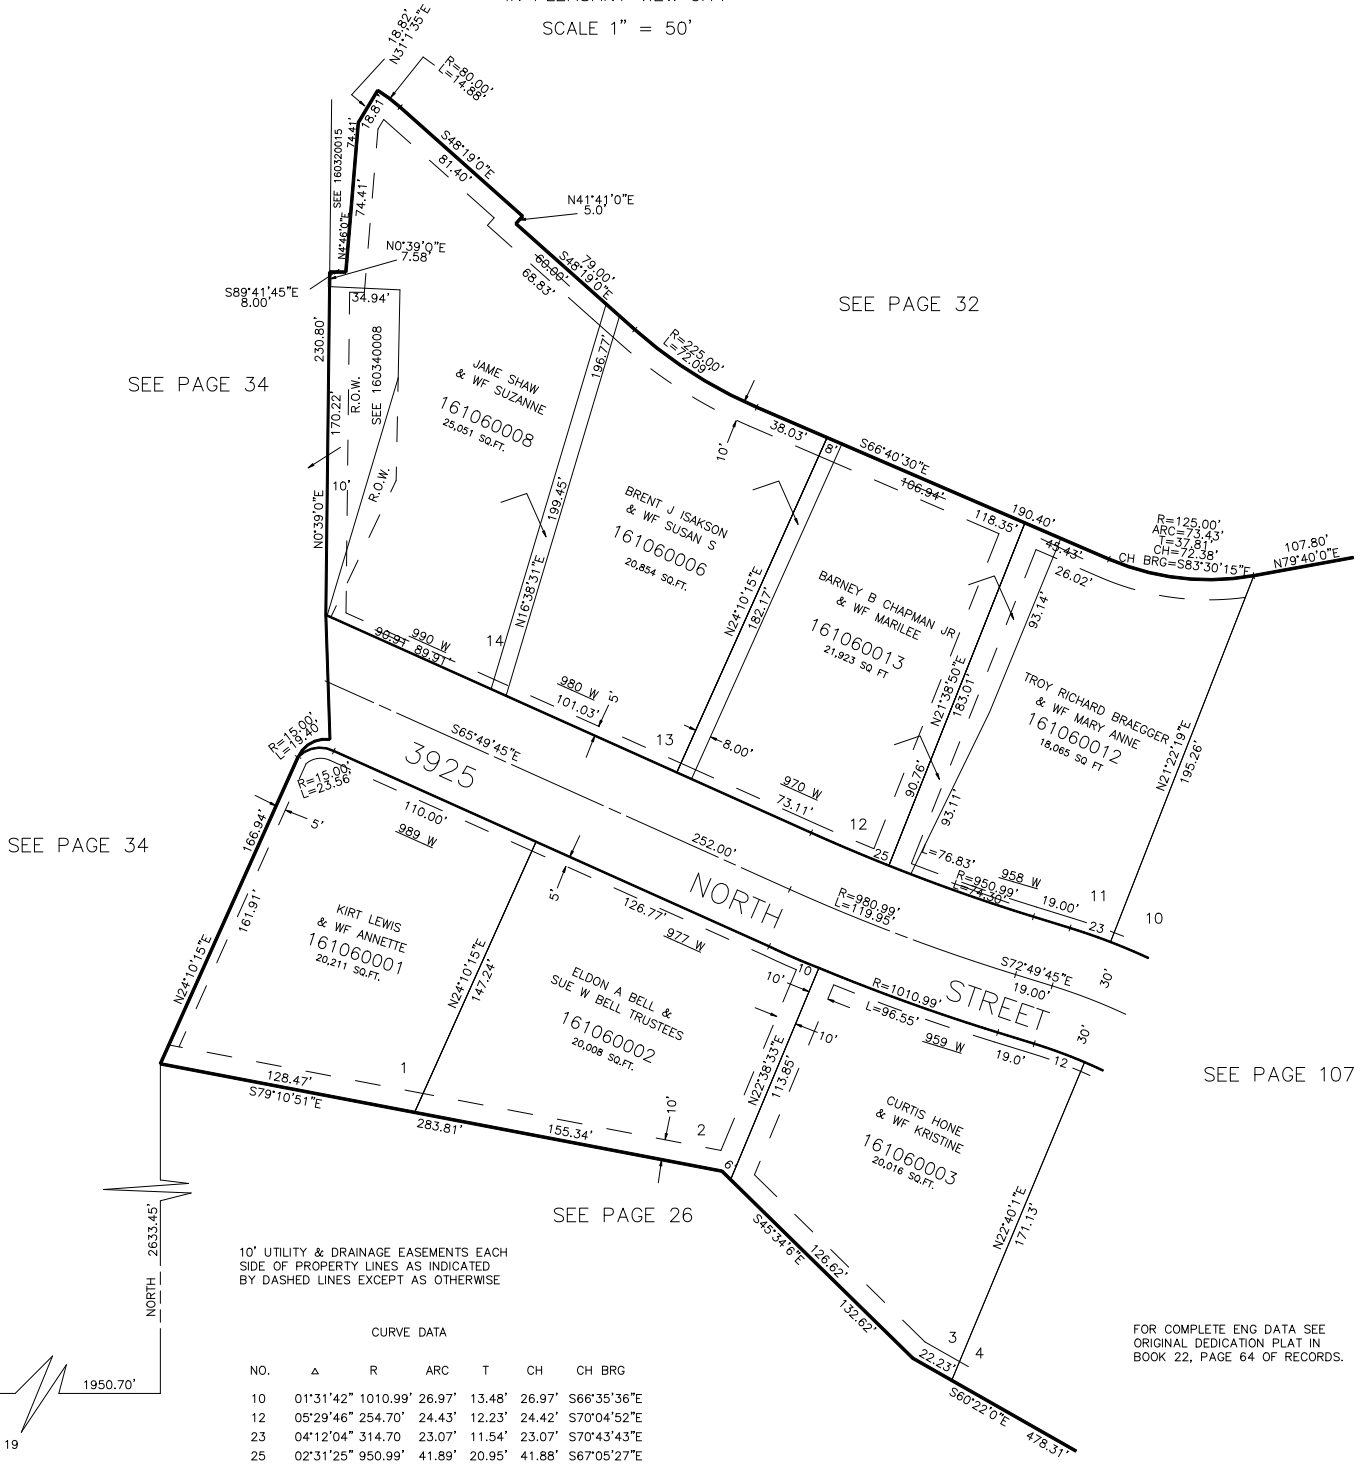 SCALE 1" = 50'
18.82'
N31°1'35"E
R=80.00'
L=14.88'
18.81'
74.41'
SEE 160320015
74.41'
N4°46'0"E
S48°19'0"E
81.40'
N41°41'0"E
5.0'
N0°39'0"E
7.58'
S89°41'45"E
8.00'
34.94'
79.00'
60.00'
S48°19'0"E
68.83'
SEE PAGE 32
R=225.00'
L=72.09'
230.80'
SEE PAGE 34
170.22'
R.O.W.
SEE 160340008
R.O.W.
10'
N0°39'0"E
JAME SHAW
& WF SUZANNE
161060008
25,051 SQ.FT.
196.77'
199.45'
N16°38'31"E
10'
38.03'
8'
S66°40'30"E
106.94'
118.35'
190.40'
45.43'
26.02'
R=125.00'
ARC=73.43'
T=37.81'
CH=72.38'
CH BRG=S83°30'15"E
107.80'
N79°40'0"E
BRENT J ISAKSON
& WF SUSAN S
161060006
20,854 SQ.FT.
N24°10'15"E
182.17'
BARNEY B CHAPMAN JR
& WF MARILEE
161060013
21,923 SQ FT
93.14'
N21°38'50"E
183.01'
TROY RICHARD BRAEGGER
& WF MARY ANNE
161060012
18,065 SQ FT
N21°22'19"E
195.26'
90.91
990 W
89.91'
14
980 W
101.03'
5'
13
8.00'
970 W
73.11'
12
90.76'
93.11'
25
L=76.83'
R=950.99'
L=74.30'
958 W
19.00'
11
23
10
R=15.00'
L=19.40'
S65°49'45"E
3925
252.00'
NORTH
R=980.99'
L=119.95'
S72°49'45"E
19.00'
30'
STREET
30'
R=15.00'
L=23.56'
110.00'
989 W
5'
166.94'
161.91'
N24°10'15"E
SEE PAGE 34
KIRT LEWIS
& WF ANNETTE
161060001
20,211 SQ.FT.
5'
126.77'
977 W
N24°10'15"E
147.24'
ELDON A BELL &
SUE W BELL TRUSTEES
161060002
20,008 SQ.FT.
10'
10
10'
R=1010.99'
L=96.55'
959 W
19.0'
12
N22°38'33"E
113.85'
SEE PAGE 107
128.47'
S79°10'51"E
1
283.81'
155.34'
10'
2
6'
CURTIS HONE
& WF KRISTINE
161060003
20,016 SQ.FT.
N22°40'1"E
171.13'
SEE PAGE 26
S45°34'6"E
126.62'
132.62'
3
4
22.23'
S60°22'0"E
478.31'
2633.45'
NORTH
1950.70'
19
10' UTILITY & DRAINAGE EASEMENTS EACH
SIDE OF PROPERTY LINES AS INDICATED
BY DASHED LINES EXCEPT AS OTHERWISE
FOR COMPLETE ENG DATA SEE
ORIGINAL DEDICATION PLAT IN
BOOK 22, PAGE 64 OF RECORDS.
CURVE DATA
NO. Δ R ARC T CH CH BRG
10 01°31'42" 1010.99' 26.97' 13.48' 26.97' S66°35'36"E
12 05°29'46" 254.70' 24.43' 12.23' 24.42' S70°04'52"E
23 04°12'04" 314.70 23.07' 11.54' 23.07' S70°43'43"E
25 02°31'25" 950.99' 41.89' 20.95' 41.88' S67°05'27"E